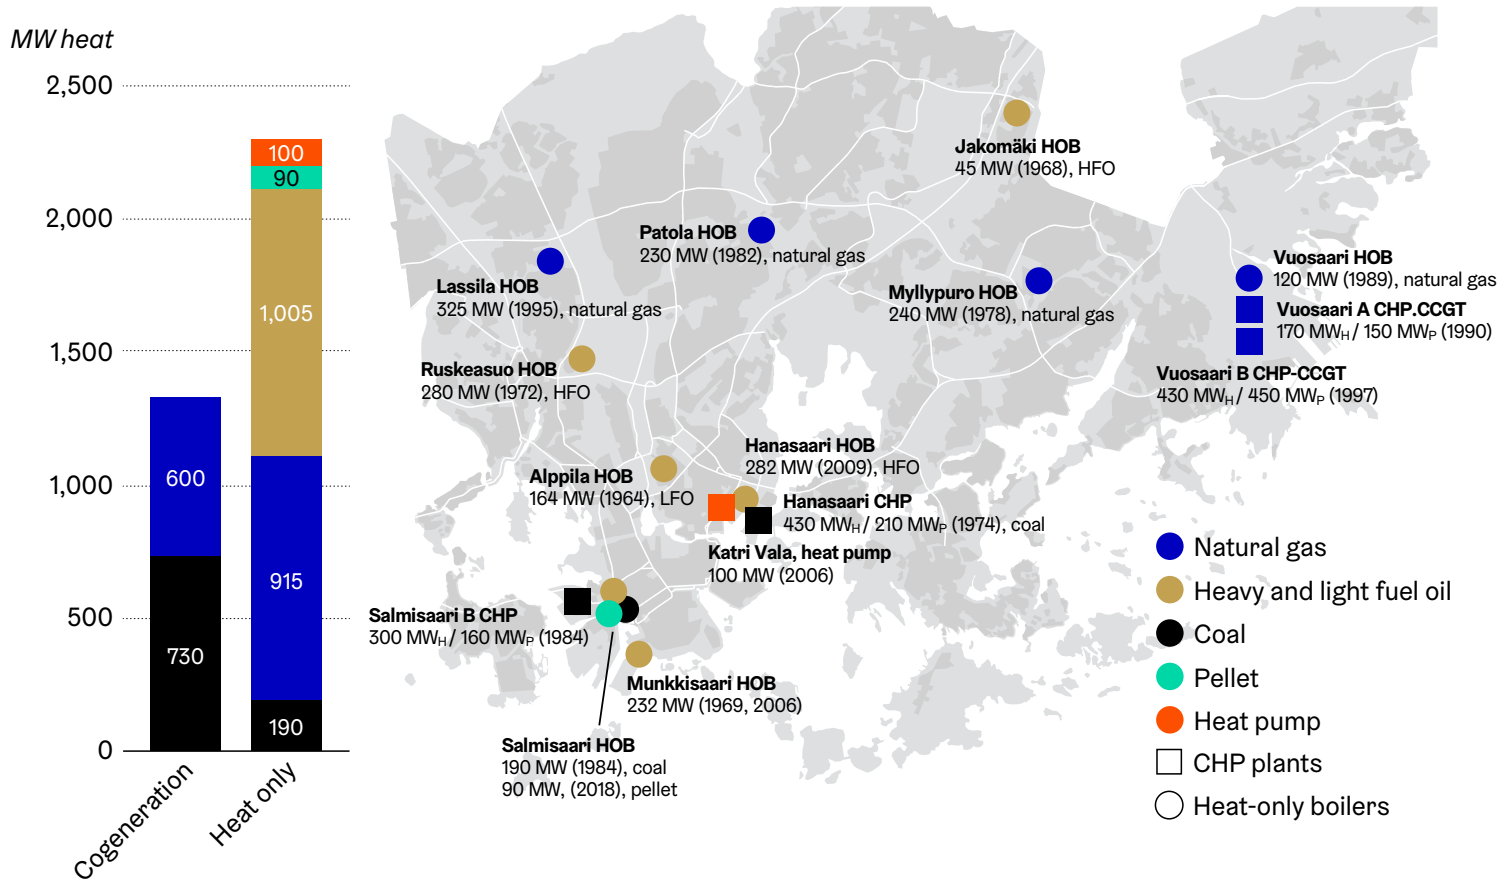 MW heat
2,500
2,000
1,500
1,000
500
0
600
730
100
90
1,005
915
190
Cogeneration
Heat only
Jakomäki HOB
45 MW (1968), HFO
Patola HOB
230 MW (1982), natural gas
Lassila HOB
325 MW (1995), natural gas
Myllypuro HOB
240 MW (1978), natural gas
Vuosaari HOB
120 MW (1989), natural gas
Vuosaari A CHP.CCGT
170 MWH/ 150 MWP (1990)
Vuosaari B CHP-CCGT
430 MWH/ 450 MWP (1997)
Ruskeasuo HOB
280 MW (1972), HFO
Hanasaari HOB
282 MW (2009), HFO
Alppila HOB
164 MW (1964), LFO
Hanasaari CHP
430 MWH/ 210 MWP (1974), coal
Katri Vala, heat pump
100 MW (2006)
Salmisaari B CHP
300 MWH/ 160 MWP (1984)
Munkkisaari HOB
232 MW (1969, 2006)
Salmisaari HOB
190 MW (1984), coal
90 MW, (2018), pellet
Natural gas
Heavy and light fuel oil
Coal
Pellet
Heat pump
CHP plants
Heat-only boilers